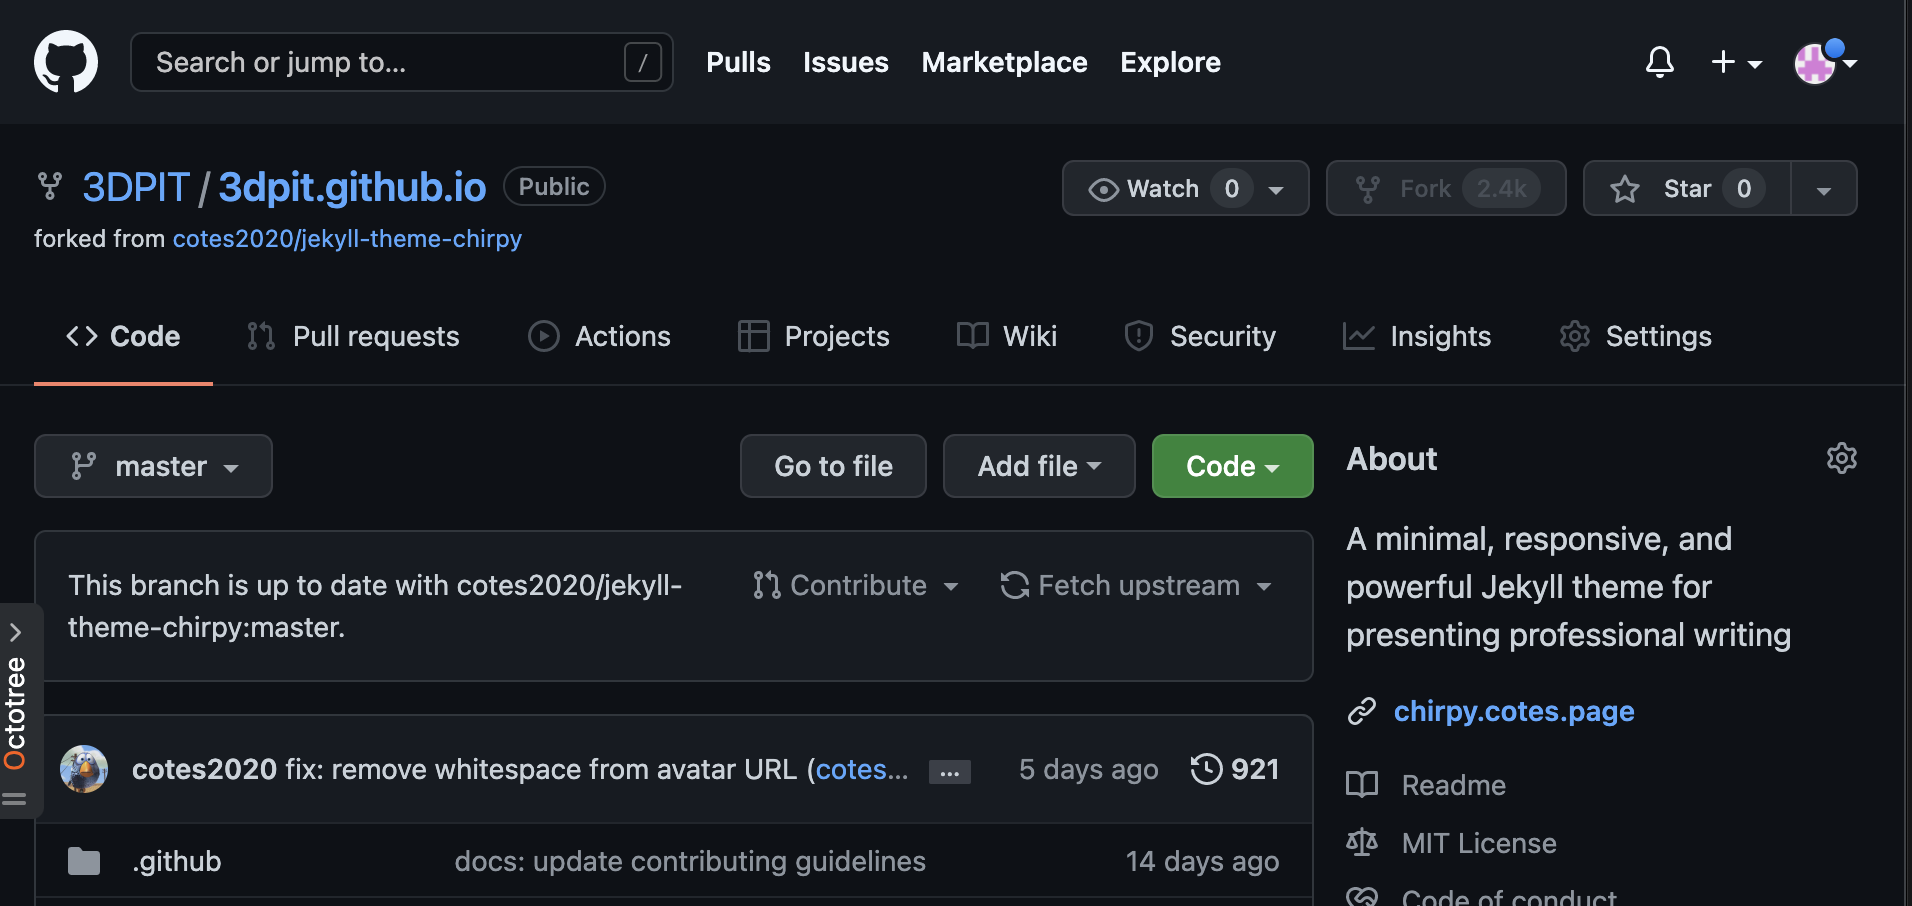 Search or jump to... /
Pulls Issues Marketplace Explore
3DPIT / 3dpit.github.io Public
Watch 0 Fork 2.4k Star 0
forked from cotes2020/jekyll-theme-chirpy
Code Pull requests Actions Projects Wiki Security Insights Settings
master
Go to file Add file Code
This branch is up to date with cotes2020/jekyll-
theme-chirpy:master.
Contribute Fetch upstream
Octotree
cotes2020 fix: remove whitespace from avatar URL (cotes... ... 5 days ago 921
.github docs: update contributing guidelines 14 days ago
About
A minimal, responsive, and
powerful Jekyll theme for
presenting professional writing
chirpy.cotes.page
Readme
MIT License
Code of conduct